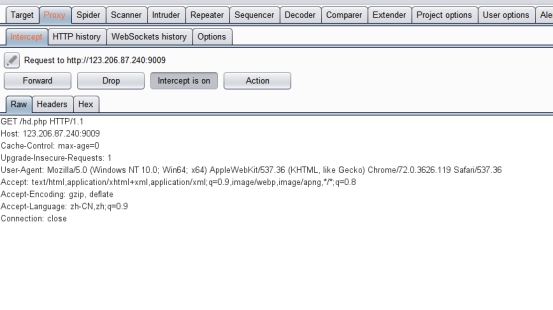 Target Proxy Spider Scanner Intruder Repeater Sequencer Decoder Comparer Extender Project options User options Ale
Intercept HTTP history WebSockets history Options
Request to http://123.206.87.240:9009
Forward Drop Intercept is on Action
Raw Headers Hex
GET /hd.php HTTP/1.1
Host: 123.206.87.240:9009
Cache-Control: max-age=0
Upgrade-Insecure-Requests: 1
User-Agent: Mozilla/5.0 (Windows NT 10.0; Win64; x64) AppleWebKit/537.36 (KHTML, like Gecko) Chrome/72.0.3626.119 Safari/537.36
Accept: text/html,application/xhtml+xml,application/xml;q=0.9,image/webp,image/apng,*/*;q=0.8
Accept-Encoding: gzip, deflate
Accept-Language: zh-CN,zh;q=0.9
Connection: close